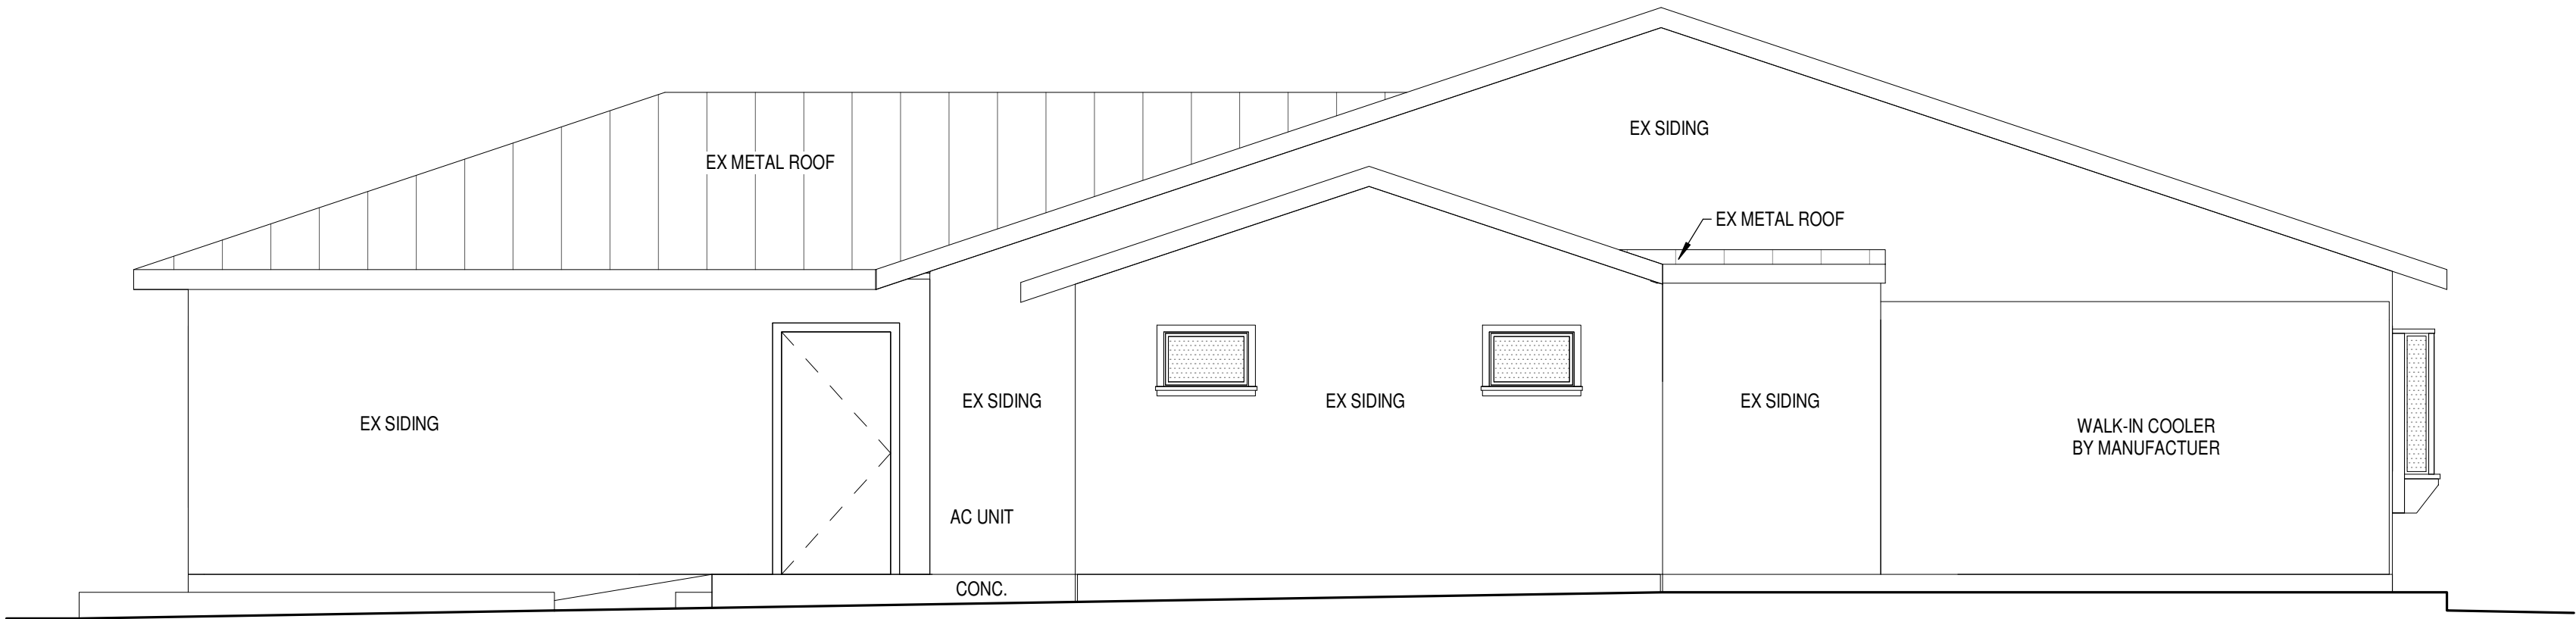 EX SIDING
EX METAL ROOF
EX METAL ROOF
EX SIDING
EX SIDING
EX SIDING
EX SIDING
WALK-IN COOLER
BY MANUFACTUER
AC UNIT
CONC.